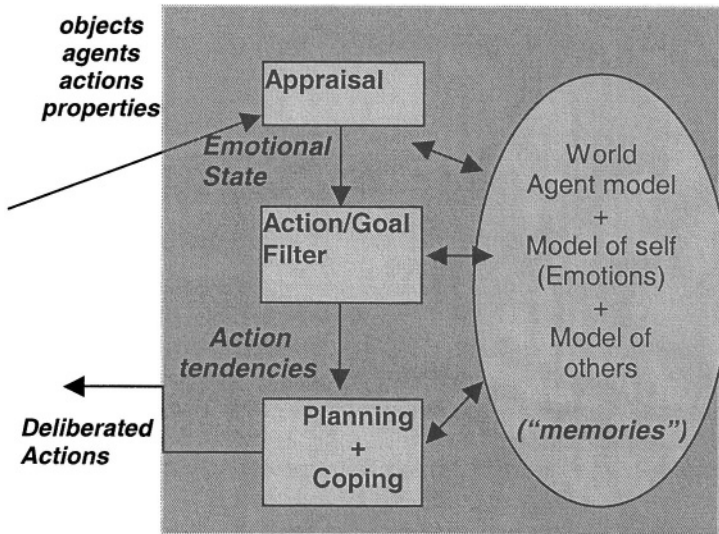 objects
agents
actions
properties
Appraisal
Emotional
State
Action/Goal
Filter
Action
tendencies
Planning
+
Coping
Deliberated
Actions
World
Agent model
+
Model of self
(Emotions)
+
Model of
others
(“memories”)